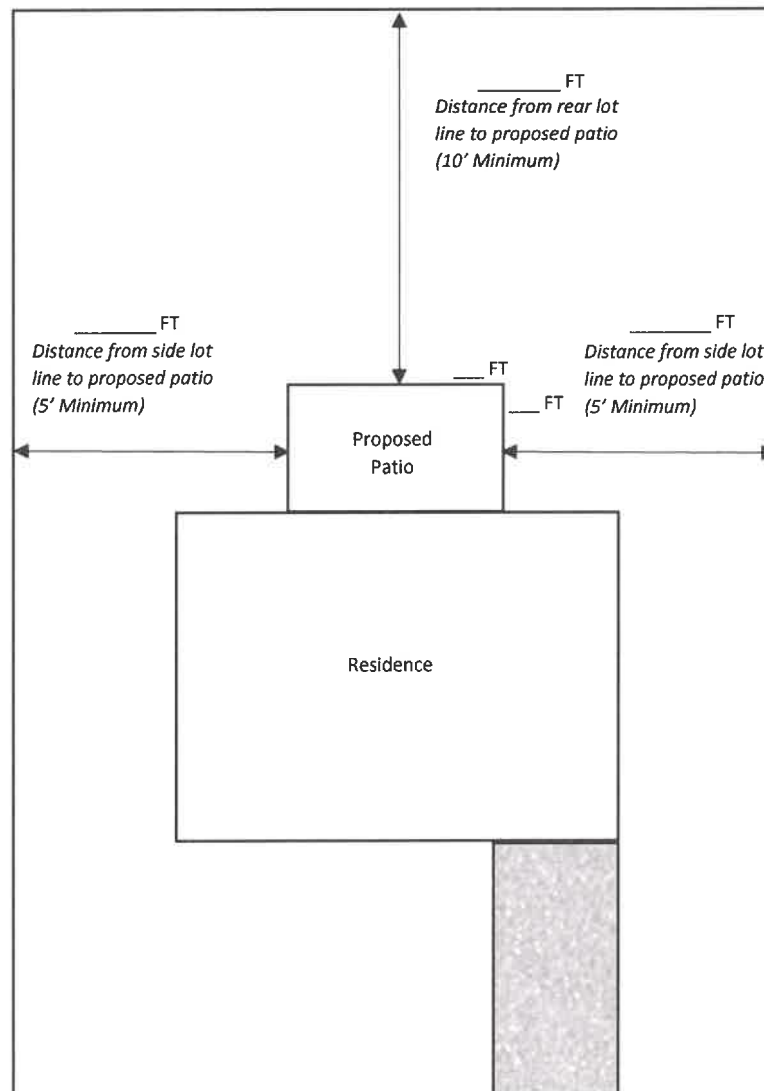 ________ FT
Distance from rear lot
line to proposed patio
(10' Minimum)
________ FT
Distance from side lot
line to proposed patio
(5' Minimum)
________ FT
Distance from side lot
line to proposed patio
(5' Minimum)
___ FT
___ FT
Proposed
Patio
Residence